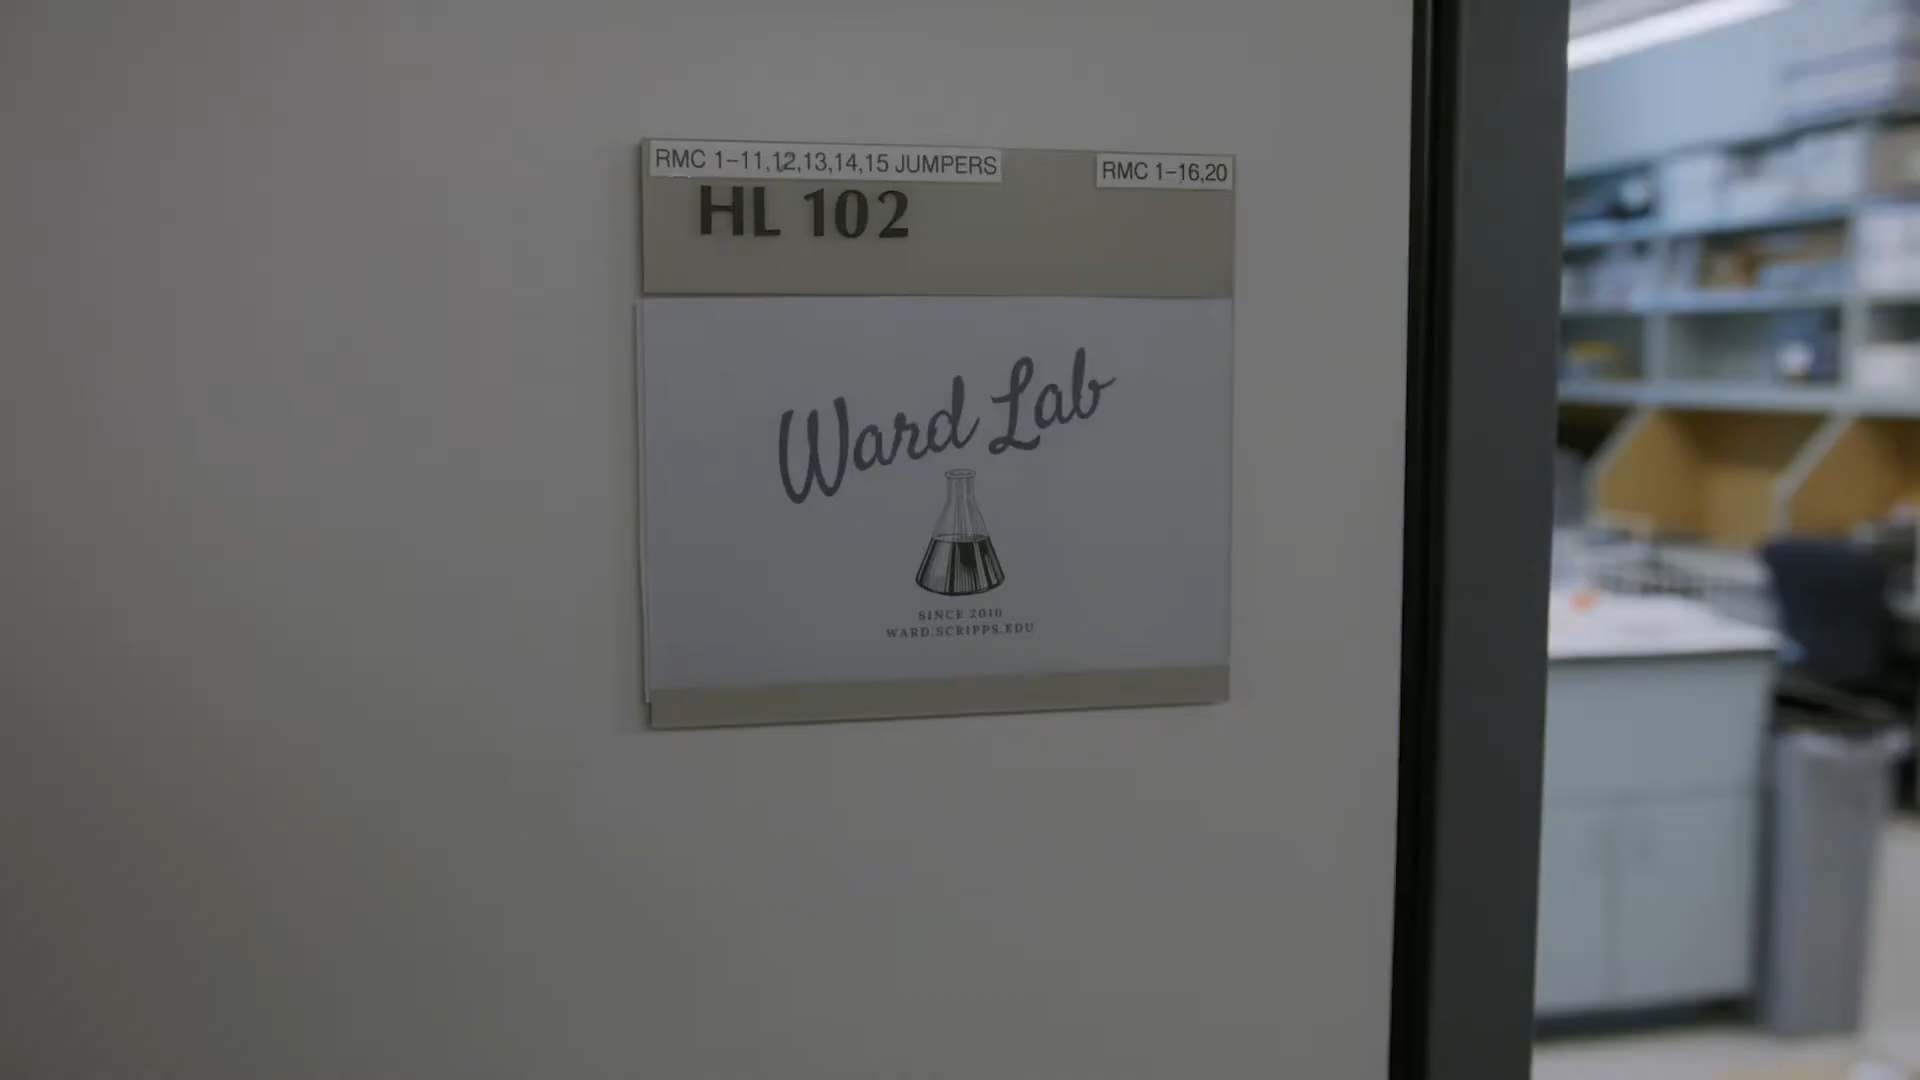 RMC 1-11,12,13,14,15 JUMPERS
RMC 1-16,20
HL 102
Ward Lab
SINCE 2010
WARD.SCRIPPS.EDU